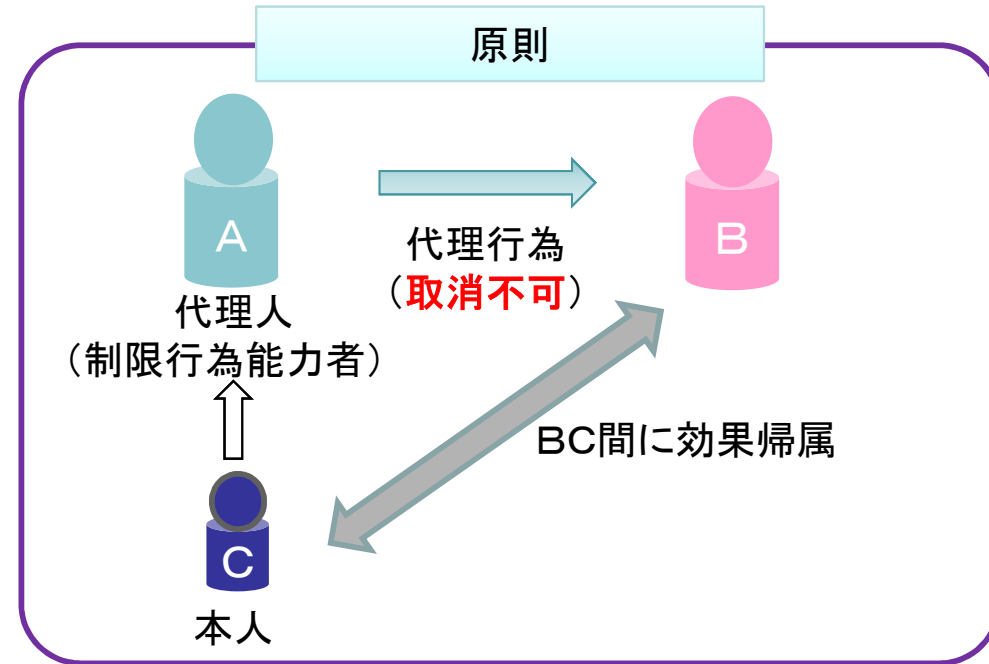 原則
A
B
代理行為
（取消不可）
代理人
（制限行為能力者）
BC間に効果帰属
C
本人